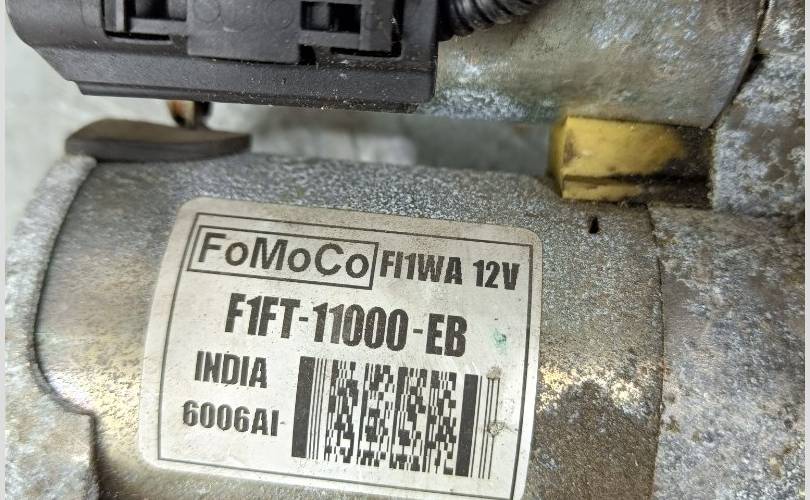 FoMoCo FI1WA 12V
F1FT-11000-EB
INDIA
6006AI